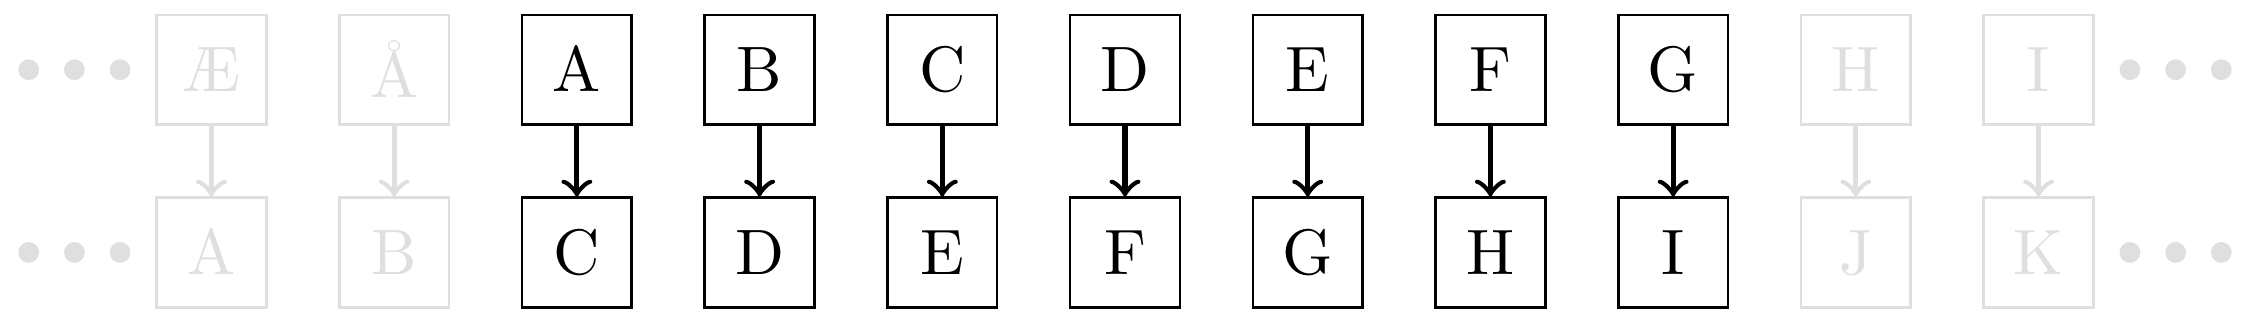 Æ Å A B C D E F G H I
A B C D E F G H I J K